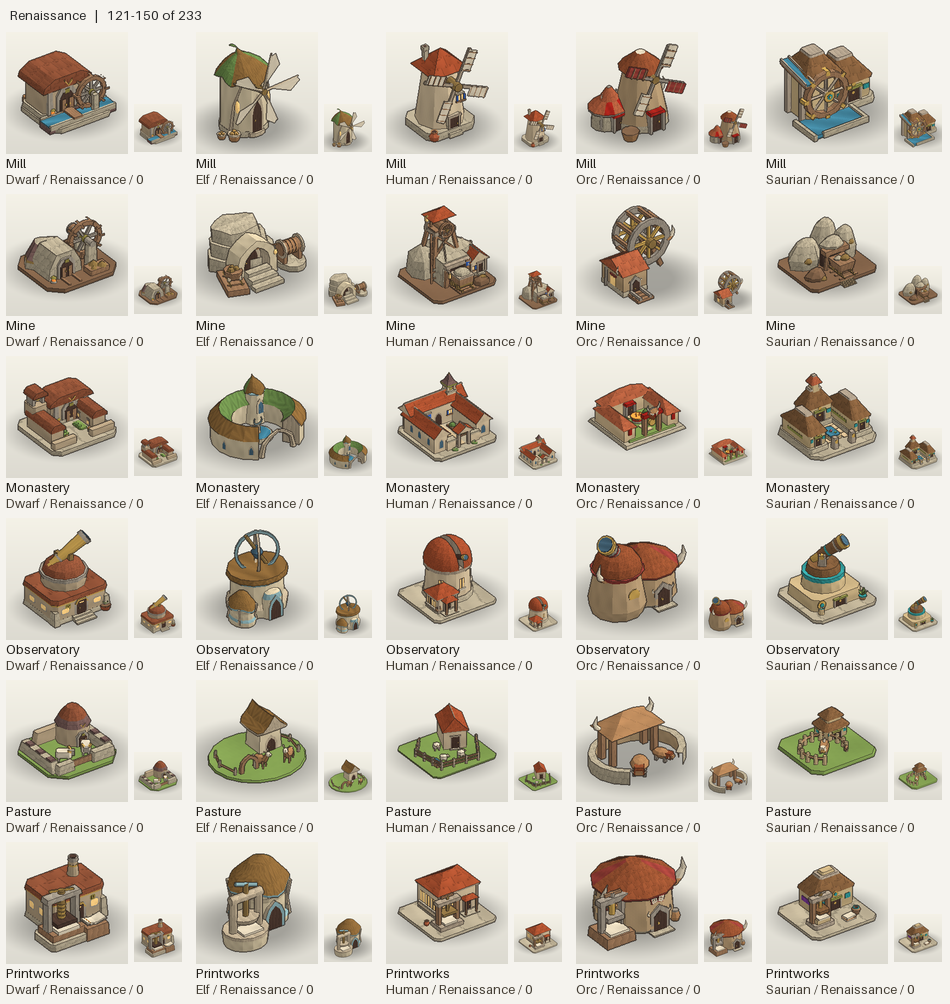 Renaissance | 121-150 of 233
Mill
Dwarf / Renaissance / 0
Mill
Elf / Renaissance / 0
Mill
Human / Renaissance / 0
Mill
Orc / Renaissance / 0
Mill
Saurian / Renaissance / 0
Mine
Dwarf / Renaissance / 0
Mine
Elf / Renaissance / 0
Mine
Human / Renaissance / 0
Mine
Orc / Renaissance / 0
Mine
Saurian / Renaissance / 0
Monastery
Dwarf / Renaissance / 0
Monastery
Elf / Renaissance / 0
Monastery
Human / Renaissance / 0
Monastery
Orc / Renaissance / 0
Monastery
Saurian / Renaissance / 0
Observatory
Dwarf / Renaissance / 0
Observatory
Elf / Renaissance / 0
Observatory
Human / Renaissance / 0
Observatory
Orc / Renaissance / 0
Observatory
Saurian / Renaissance / 0
Pasture
Dwarf / Renaissance / 0
Pasture
Elf / Renaissance / 0
Pasture
Human / Renaissance / 0
Pasture
Orc / Renaissance / 0
Pasture
Saurian / Renaissance / 0
Printworks
Dwarf / Renaissance / 0
Printworks
Elf / Renaissance / 0
Printworks
Human / Renaissance / 0
Printworks
Orc / Renaissance / 0
Printworks
Saurian / Renaissance / 0